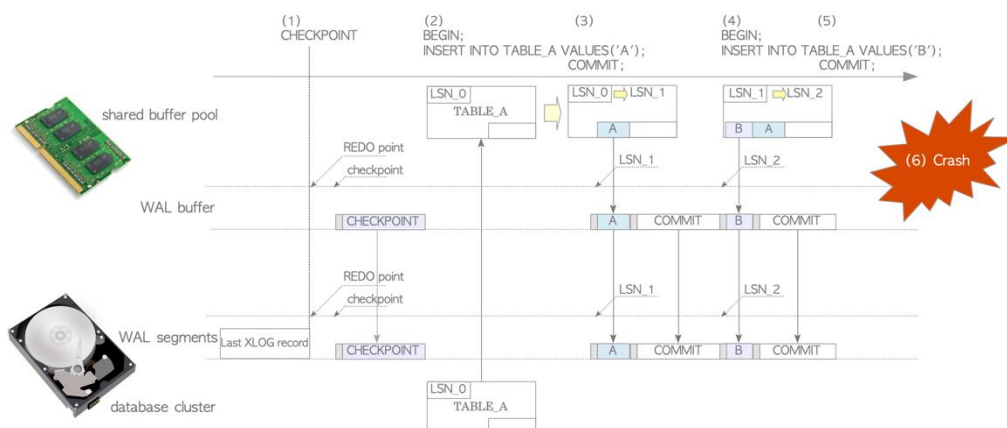 (1)
CHECKPOINT
(2)
BEGIN;
INSERT INTO TABLE_A VALUES('A');
(3)
COMMIT;
(4)
BEGIN;
INSERT INTO TABLE_A VALUES('B');
(5)
COMMIT;
shared buffer pool
LSN_0
TABLE_A
LSN_0
LSN_1
A
LSN_1
LSN_2
B
A
(6) Crash
REDO point
checkpoint
LSN_1
LSN_2
WAL buffer
CHECKPOINT
A
COMMIT
B
COMMIT
REDO point
checkpoint
LSN_1
LSN_2
WAL segments
Last XLOG record
CHECKPOINT
A
COMMIT
B
COMMIT
LSN_0
TABLE_A
database cluster